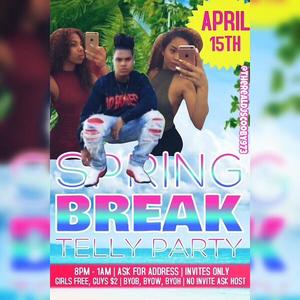 APRIL
15TH
@THEREALDJSCOOBY973
SPRING
BREAK
TELLY PARTY
8PM - 1AM | ASK FOR ADDRESS | INVITES ONLY
GIRLS FREE, GUYS $2 | BYOB, BYOW, BYOH | NO INVITE ASK HOST